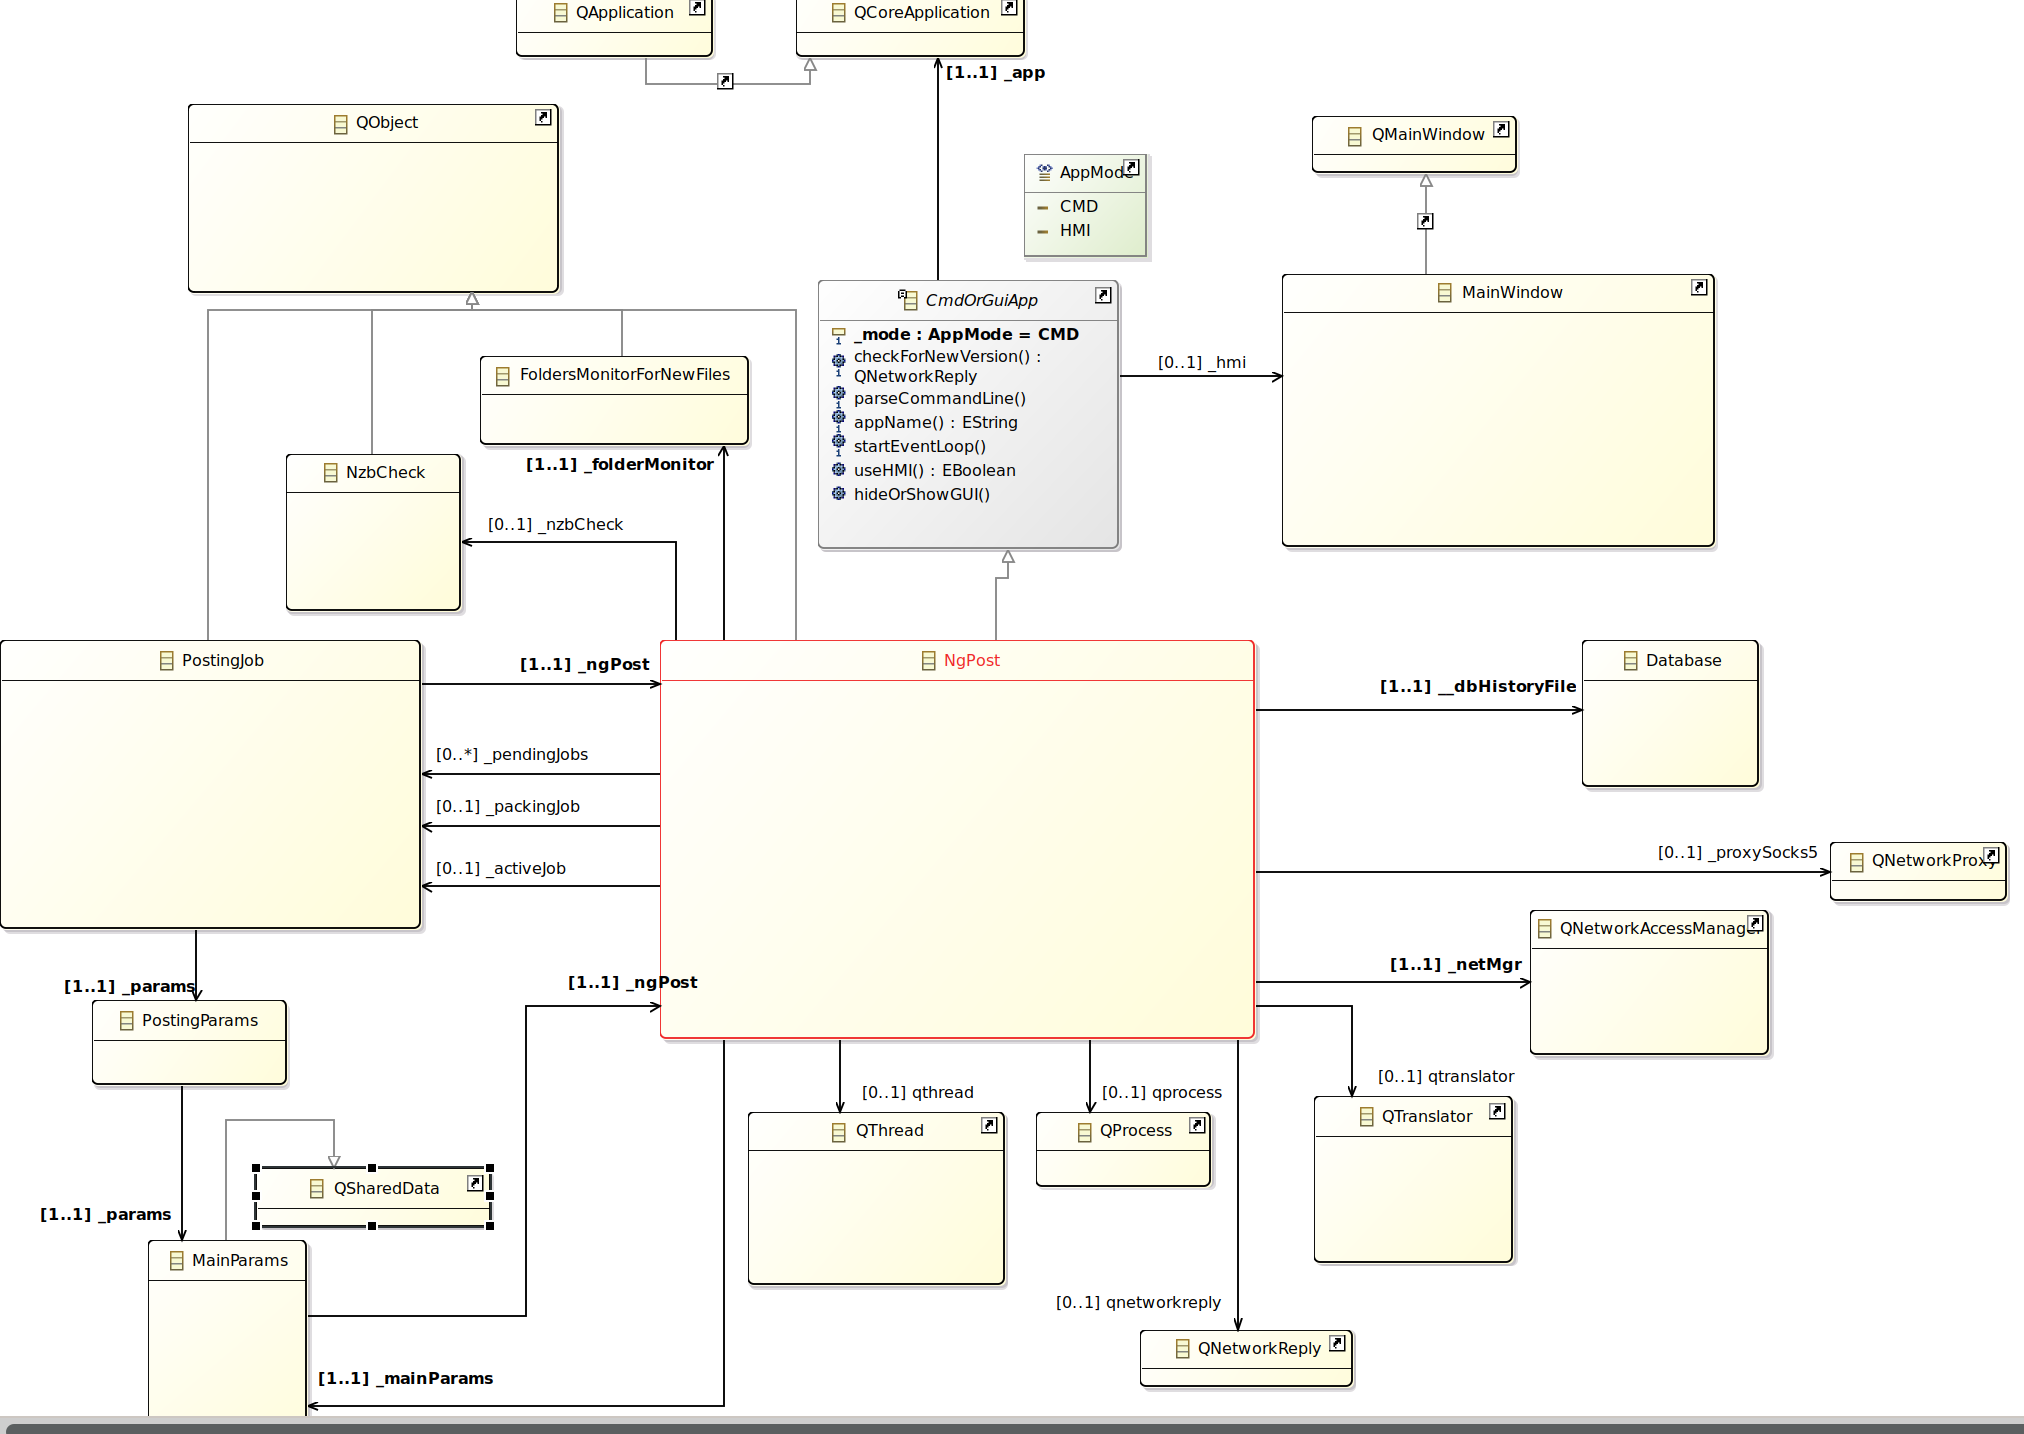 QApplication
QCoreApplication
[1..1] _app
QObject
QMainWindow
AppMode
CMD
HMI
CmdOrGuiApp
_mode : AppMode = CMD
checkForNewVersion() :
QNetworkReply
parseCommandLine()
appName() : EString
startEventLoop()
useHMI() : EBoolean
hideOrShowGUI()
MainWindow
[0..1] _hmi
FoldersMonitorForNewFiles
[1..1] _folderMonitor
NzbCheck
[0..1] _nzbCheck
PostingJob
[1..1] _ngPost
NgPost
Database
[1..1] __dbHistoryFile
[0..*] _pendingJobs
[0..1] _packingJob
[0..1] _activeJob
[0..1] _proxySocks5
QNetworkProxy
QNetworkAccessManager
[1..1] _netMgr
[1..1] _ngPost
[1..1] _params
PostingParams
[0..1] qthread
[0..1] qprocess
[0..1] qtranslator
QThread
QProcess
QTranslator
QSharedData
[1..1] _params
MainParams
[0..1] qnetworkreply
QNetworkReply
[1..1] _mainParams